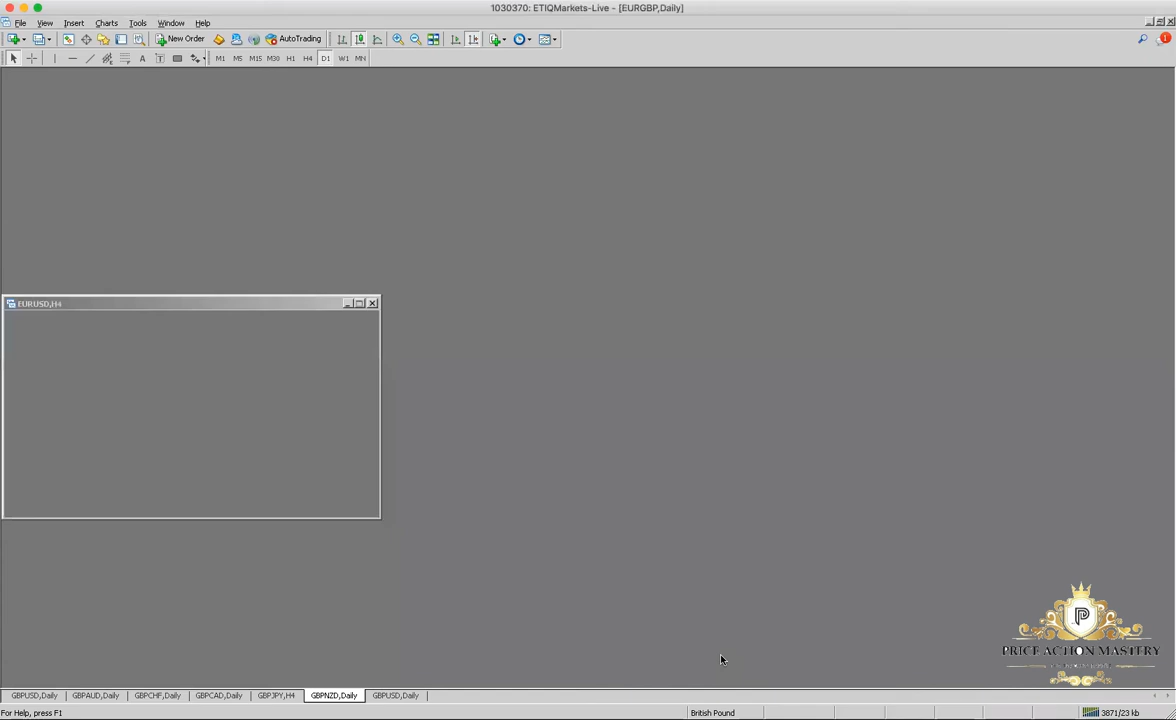 1030370: ETIQMarkets-Live - [EURGBP,Daily]
File View Insert Charts Tools Window Help
New Order AutoTrading
1
A T M1 M5 M15 M30 H1 H4 D1 W1 MN
EURUSD,H4
P
PRICE ACTION MASTERY
GBPUSD,Daily GBPAUD,Daily GBPCHF,Daily GBPCAD,Daily GBPJPY,H4 GBPNZD,Daily GBPUSD,Daily
For Help, press F1 British Pound 3871/23 kb